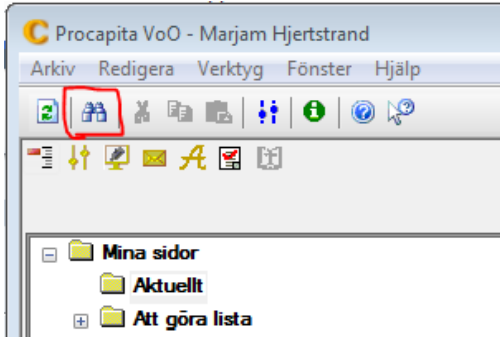 Procapita VoO - Marjam Hjertstrand
Arkiv Redigera Verktyg Fönster Hjälp
Mina sidor
Aktuellt
Att göra lista